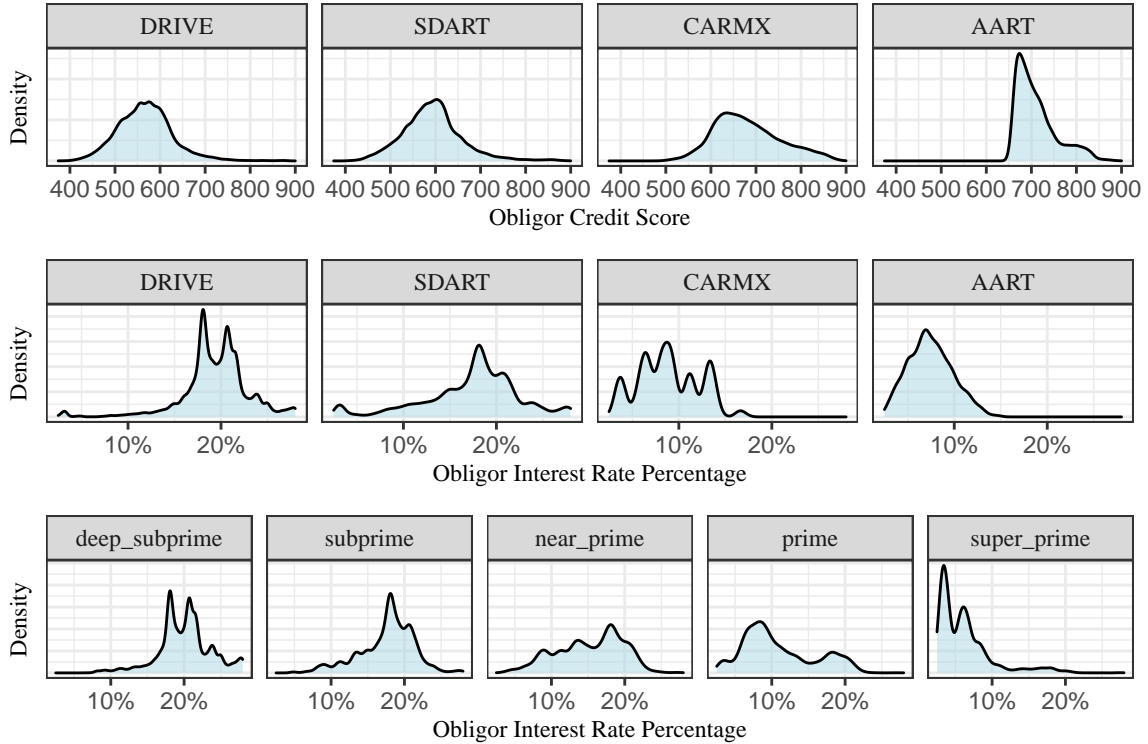 DRIVE SDART CARMX AART
Density
400 500 600 700 800 900 400 500 600 700 800 900 400 500 600 700 800 900 400 500 600 700 800 900
Obligor Credit Score
DRIVE SDART CARMX AART
Density
10% 20% 10% 20% 10% 20% 10% 20%
Obligor Interest Rate Percentage
deep_subprime subprime near_prime prime super_prime
Density
10% 20% 10% 20% 10% 20% 10% 20% 10% 20%
Obligor Interest Rate Percentage